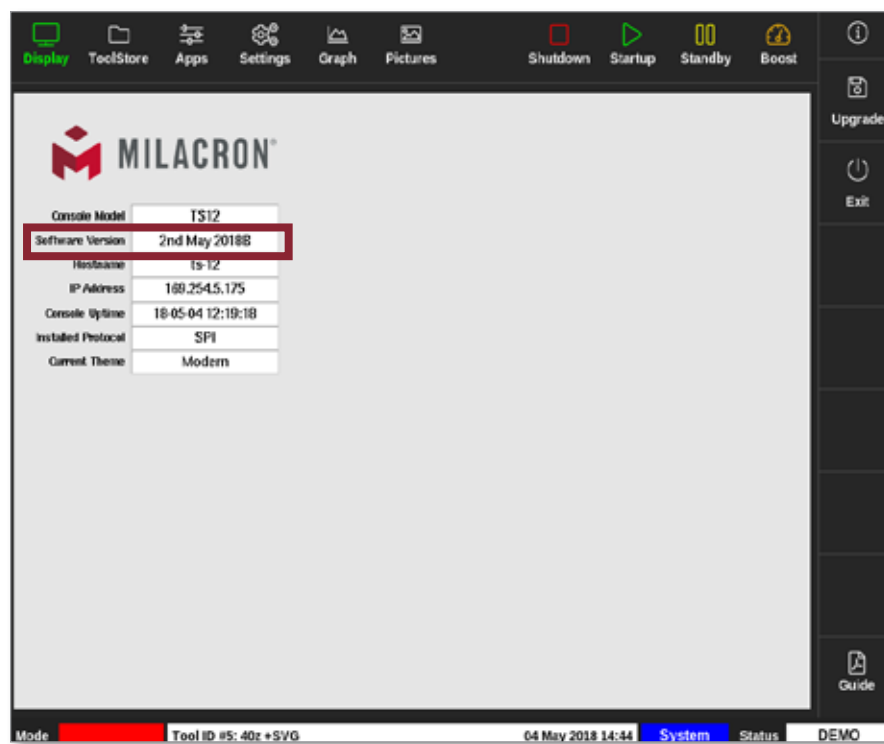 Display ToolStore Apps Settings Graph Pictures Shutdown Startup Standby Boost
Upgrade
MILACRON®
Exit
Console Model TS12
Software Version 2nd May 2018B
Hostname ts-12
IP Address 169.254.5.175
Console Uptime 18-05-04 12:19:18
Installed Protocol SPI
Current Theme Modern
Guide
Mode Tool ID #5: 40z +SVG 04 May 2018 14:44 System Status DEMO